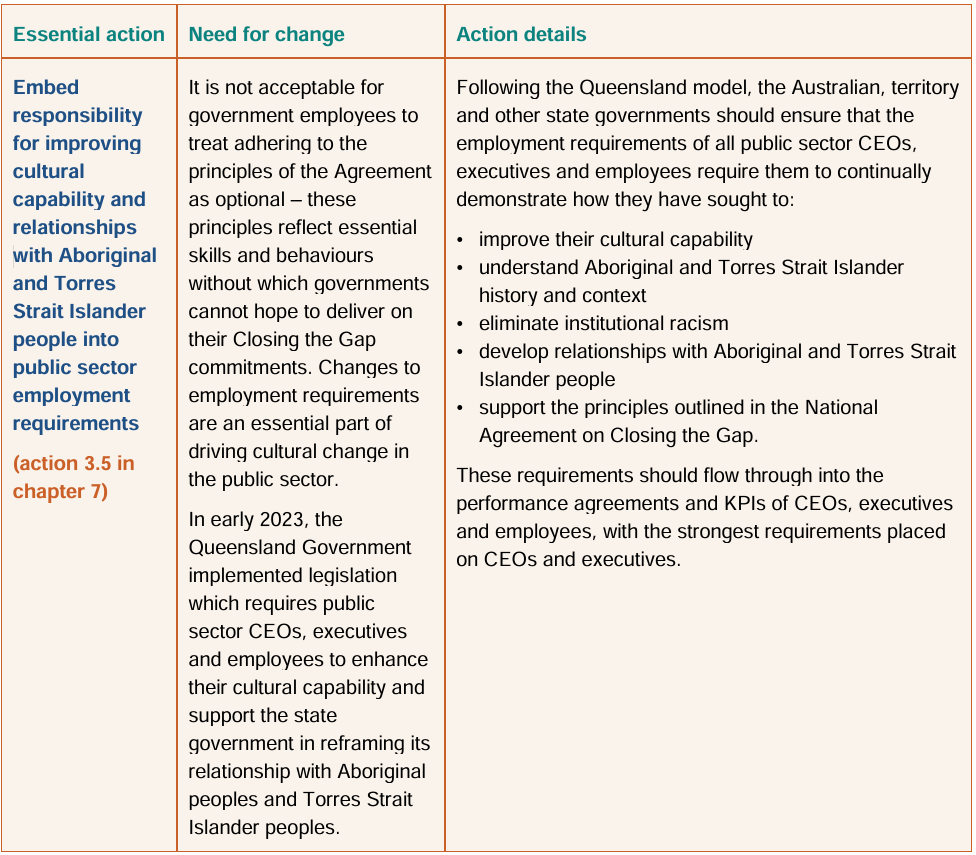 Essential action
Need for change
Action details
Embed
responsibility
for improving
cultural
capability and
relationships
with Aboriginal
and Torres
Strait Islander
people into
public sector
employment
requirements
(action 3.5 in
chapter 7)
It is not acceptable for
government employees to
treat adhering to the
principles of the Agreement
as optional – these
principles reflect essential
skills and behaviours
without which governments
cannot hope to deliver on
their Closing the Gap
commitments. Changes to
employment requirements
are an essential part of
driving cultural change in
the public sector.
In early 2023, the
Queensland Government
implemented legislation
which requires public
sector CEOs, executives
and employees to enhance
their cultural capability and
support the state
government in reframing its
relationship with Aboriginal
peoples and Torres Strait
Islander peoples.
Following the Queensland model, the Australian, territory
and other state governments should ensure that the
employment requirements of all public sector CEOs,
executives and employees require them to continually
demonstrate how they have sought to:
• improve their cultural capability
• understand Aboriginal and Torres Strait Islander
history and context
• eliminate institutional racism
• develop relationships with Aboriginal and Torres Strait
Islander people
• support the principles outlined in the National
Agreement on Closing the Gap.
These requirements should flow through into the
performance agreements and KPIs of CEOs, executives
and employees, with the strongest requirements placed
on CEOs and executives.